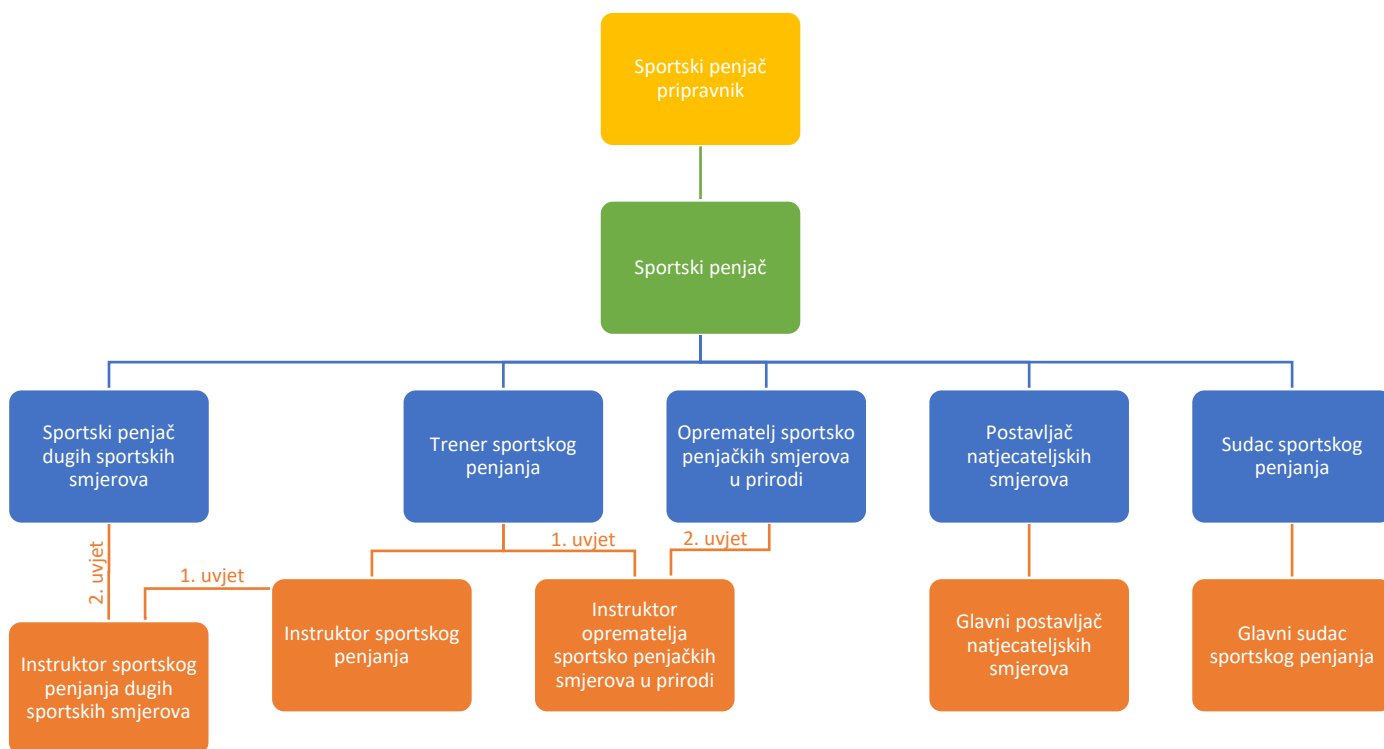 Sportski penjač
pripravnik
Sportski penjač
Sportski penjač
dugih sportskih
smjerova
Trener sportskog
penjanja
Oprematelj sportsko
penjačkih smjerova
u prirodi
Postavljač
natjecateljskih
smjerova
Sudac sportskog
penjanja
2. uvjet
1. uvjet
1. uvjet
2. uvjet
Instruktor sportskog
penjanja dugih
sportskih smjerova
Instruktor sportskog
penjanja
Instruktor
oprematelja
sportsko penjačkih
smjerova u prirodi
Glavni postavljač
natjecateljskih
smjerova
Glavni sudac
sportskog penjanja